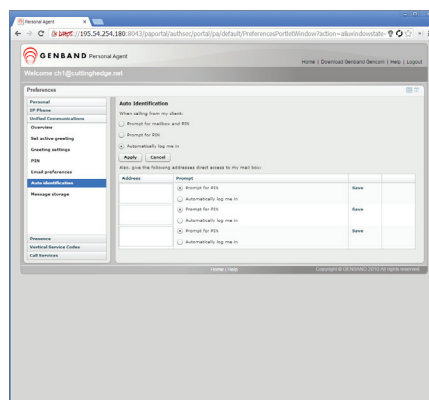 Personal Agent
https://195.54.254.180:8043/paportal/authsec/portal/pa/default/PreferencesPortletWindow?action=a&windowstate=
GENBAND Personal Agent
Home | Download Genband Gencom | Help | Logout
Welcome ch1@cuttinghedge.net
Preferences
Personal
IP Phone
Unified Communications
Overview
Set active greeting
Greeting settings
PIN
Email preferences
Auto Identification
Message storage
Presence
Vertical Service Codes
Call Services
Auto Identification
When calling from my client:
Prompt for mailbox and PIN
Prompt for PIN
Automatically log me in
Apply Cancel
Also, give the following addresses direct access to my mail box:
Address Prompt
Prompt for PIN Save
Automatically log me in
Prompt for PIN Save
Automatically log me in
Prompt for PIN Save
Automatically log me in
Home | Help
Copyright © GENBAND 2010 All rights reserved.